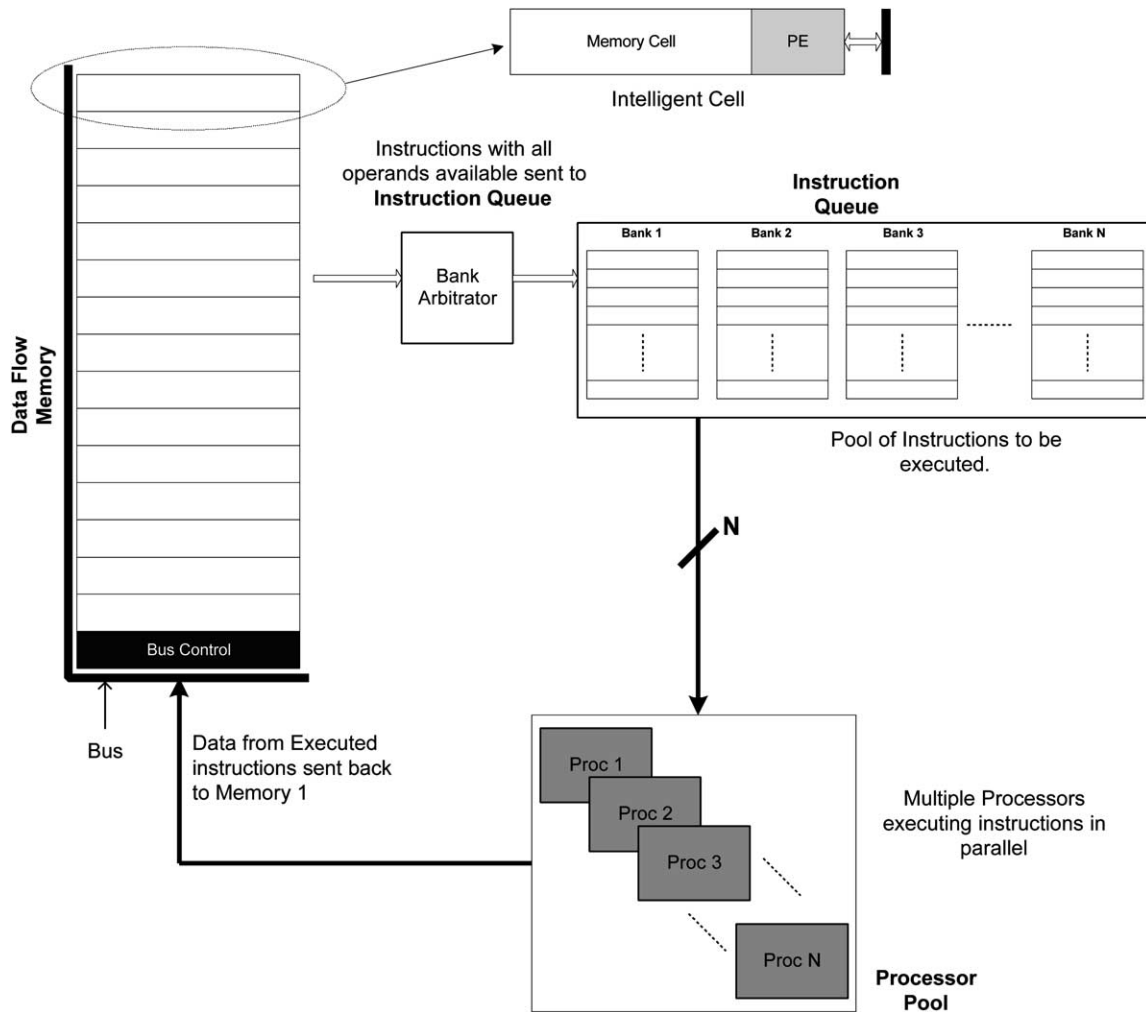 Memory Cell
PE
Intelligent Cell
Instructions with all
operands available sent to
Instruction Queue
Bank
Arbitrator
Instruction
Queue
Bank 1
Bank 2
Bank 3
Bank N
Pool of Instructions to be
executed.
Data Flow
Memory
Bus Control
Bus
Data from Executed
instructions sent back
to Memory 1
N
Proc 1
Proc 2
Proc 3
Proc N
Multiple Processors
executing instructions in
parallel
Processor
Pool